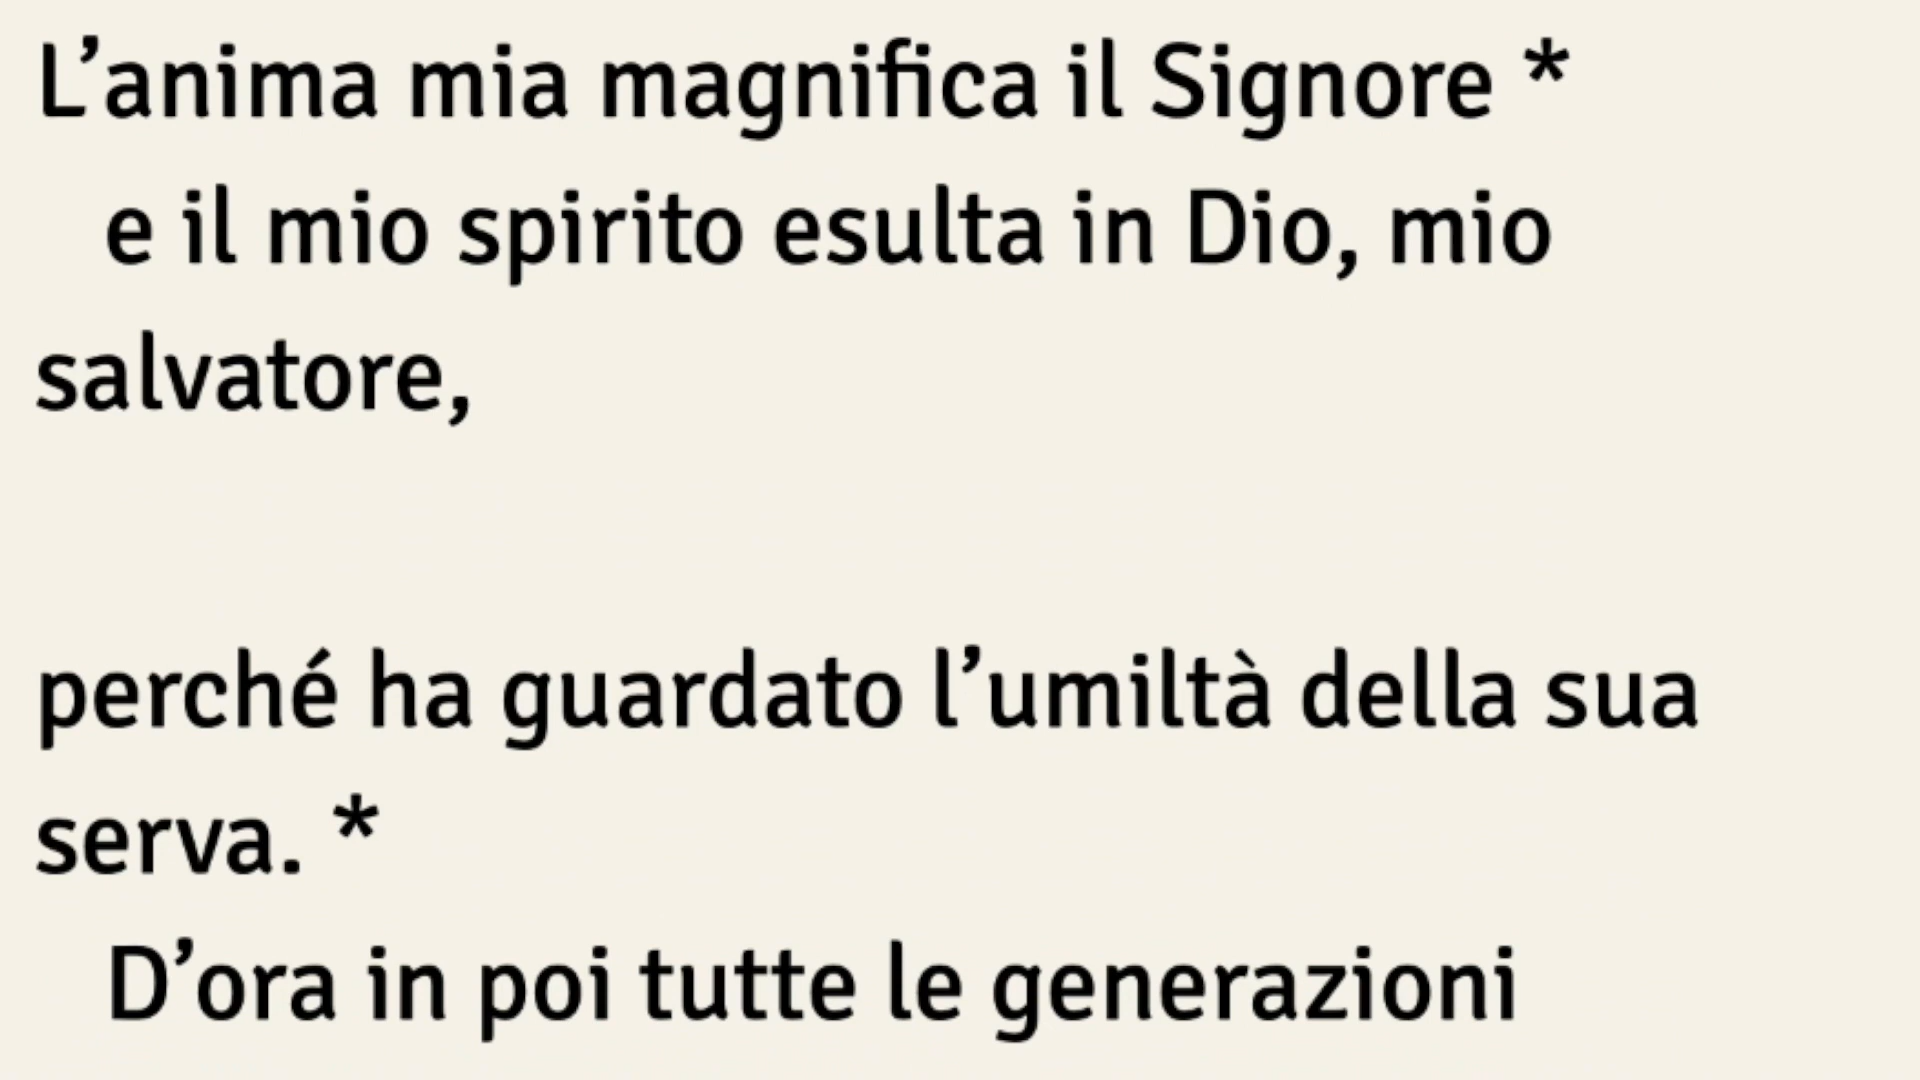 L’anima mia magnifica il Signore *
e il mio spirito esulta in Dio, mio
salvatore,
perché ha guardato l’umiltà della sua
serva. *
D’ora in poi tutte le generazioni